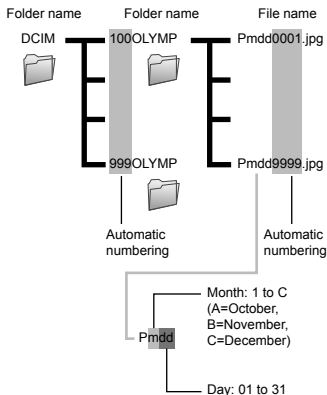 Folder name Folder name File name
DCIM 100OLYMP Pmdd0001.jpg
999OLYMP Pmdd9999.jpg
Automatic numbering
Automatic numbering
Month: 1 to C
(A=October,
B=November,
C=December)
Pmdd
Day: 01 to 31